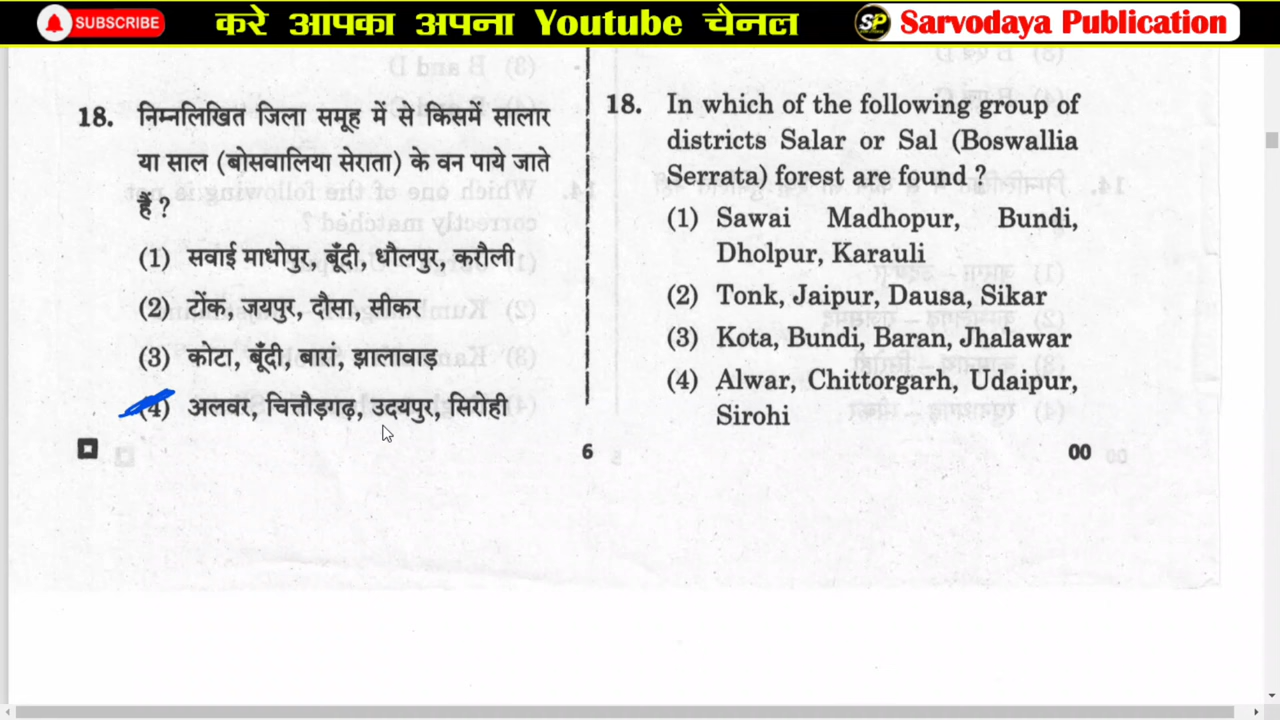 SUBSCRIBE
करे आपका अपना Youtube चैनल
SP
Sarvodaya Publication
18. निम्नलिखित जिला समूह में से किसमें सालार
या साल (बोसवालिया सेराता) के वन पाये जाते
हैं ?
(1) सवाई माधोपुर, बूँदी, धौलपुर, करौली
(2) टोंक, जयपुर, दौसा, सीकर
(3) कोटा, बूँदी, बारां, झालावाड़
(4) अलवर, चित्तौड़गढ़, उदयपुर, सिरोही
18. In which of the following group of
districts Salar or Sal (Boswallia
Serrata) forest are found ?
(1) Sawai Madhopur, Bundi,
Dholpur, Karauli
(2) Tonk, Jaipur, Dausa, Sikar
(3) Kota, Bundi, Baran, Jhalawar
(4) Alwar, Chittorgarh, Udaipur,
Sirohi
6
00